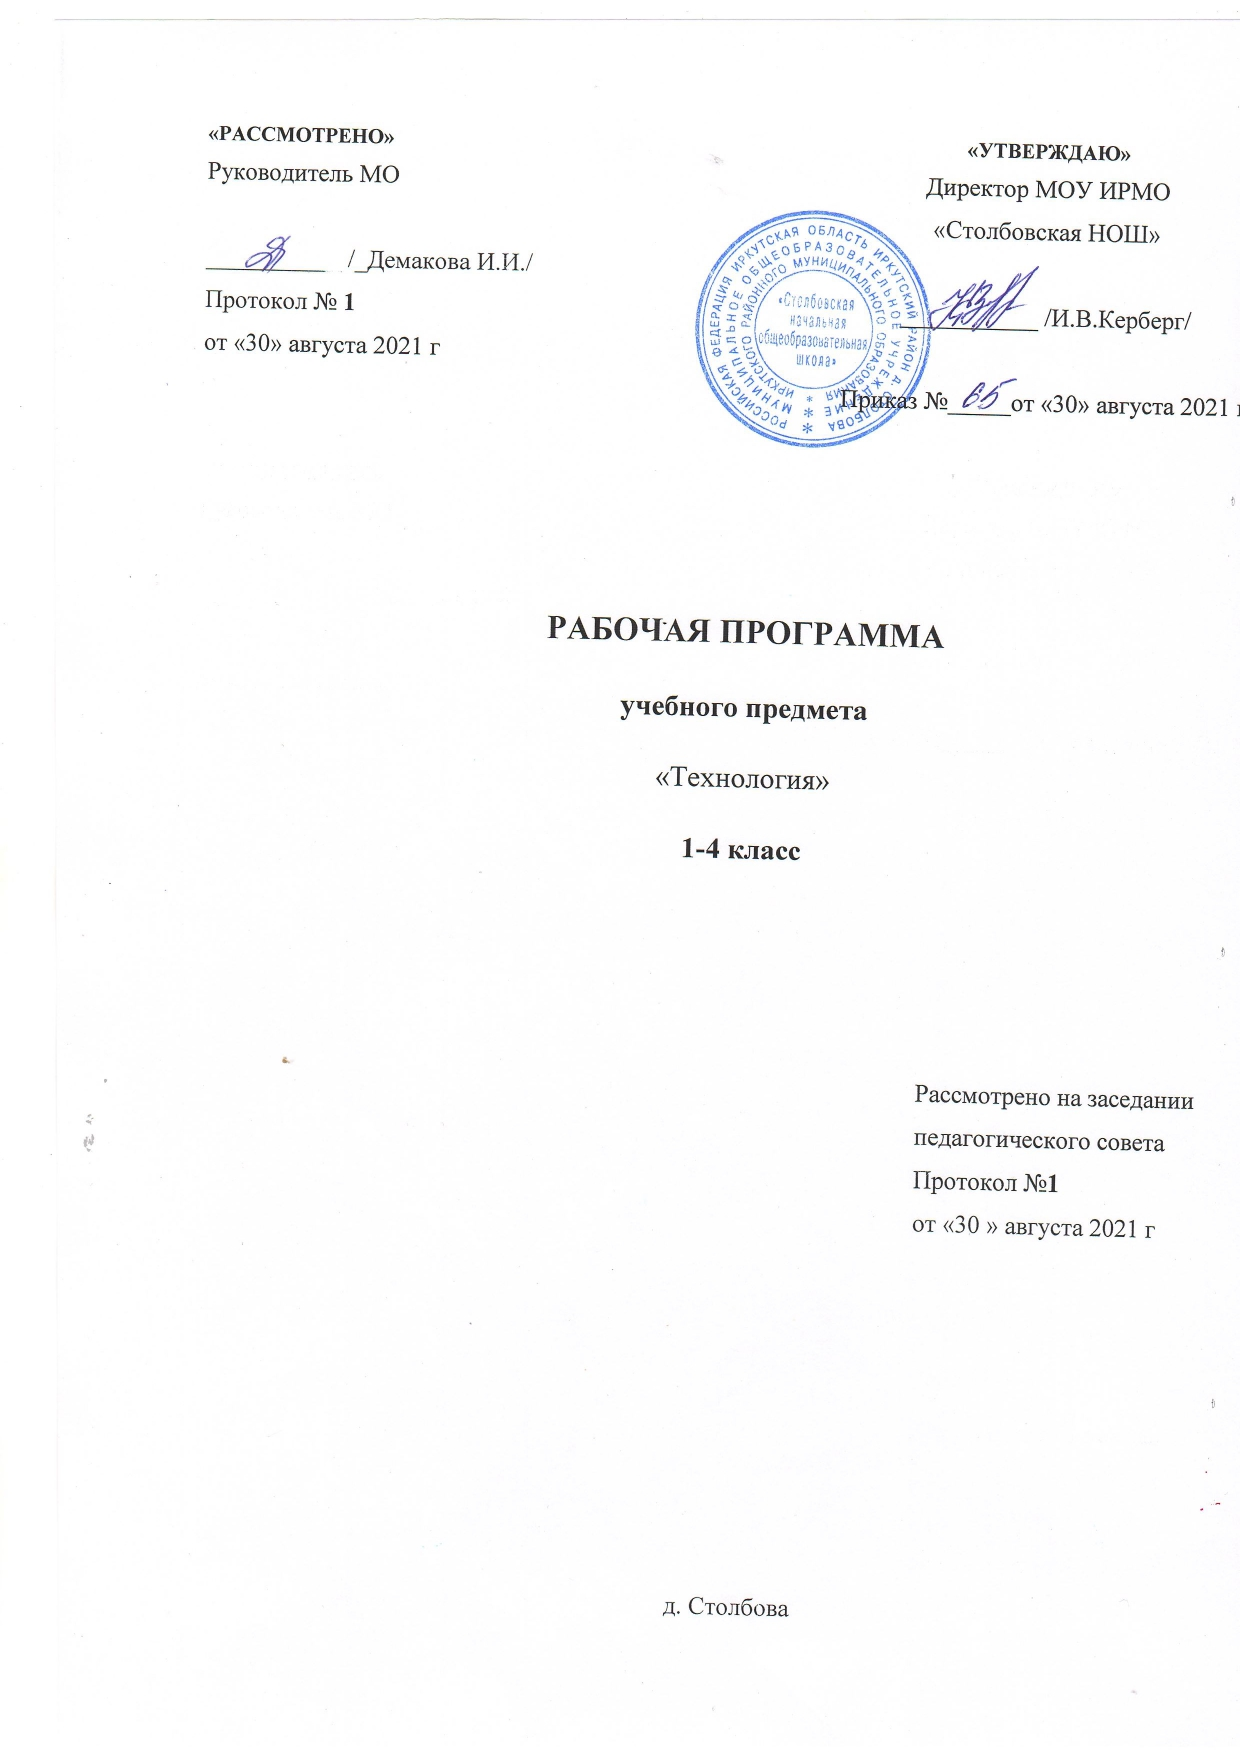 «РАССМОТРЕНО»
Руководитель МО
/_Демакова И.И./
Протокол № 1
от «30» августа 2021 г
«УТВЕРЖДАЮ»
Директор МОУ ИРМО
«Столбовская НОШ»
/И.В.Керберг/
Приказ № 65 от «30» августа 2021 г
РОССИЙСКАЯ ФЕДЕРАЦИЯ ИРКУТСКАЯ ОБЛАСТЬ ИРКУТСКИЙ РАЙОН Д. СТОЛБОВА
МУНИЦИПАЛЬНОЕ ОБЩЕОБРАЗОВАТЕЛЬНОЕ УЧРЕЖДЕНИЕ
ИРКУТСКОГО РАЙОННОГО МУНИЦИПАЛЬНОГО ОБРАЗОВАНИЯ
«Столбовская
начальная
общеобразовательная
школа»
РАБОЧАЯ ПРОГРАММА
учебного предмета
«Технология»
1-4 класс
Рассмотрено на заседании
педагогического совета
Протокол №1
от «30 » августа 2021 г
д. Столбова